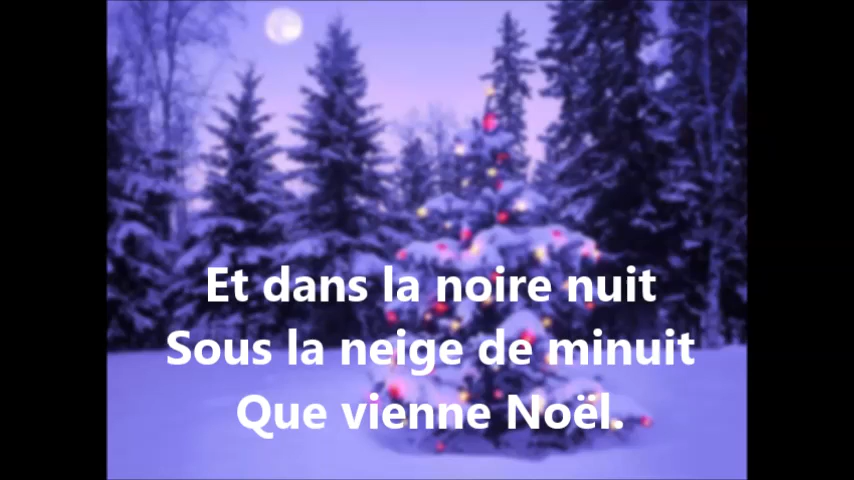 Et dans la noire nuit
Sous la neige de minuit
Que vienne Noël.